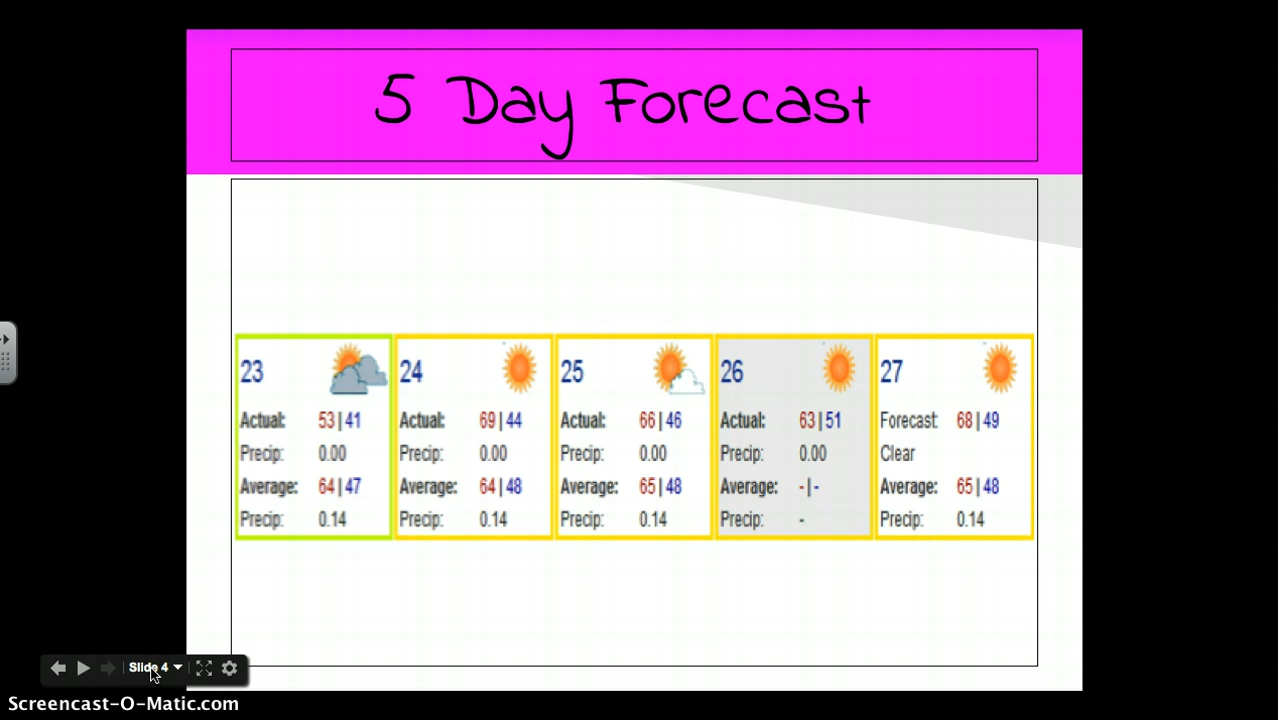 5 Day Forecast
23 24 25 26 27
Actual: 53|41 Actual: 69|44 Actual: 66|46 Actual: 63|51 Forecast 68|49
Precip: 0.00 Precip: 0.00 Precip: 0.00 Precip: 0.00 Clear
Average: 64|47 Average: 64|48 Average: 65|48 Average: -|- Average: 65|48
Precip: 0.14 Precip: 0.14 Precip: 0.14 Precip: - Precip: 0.14
Slide 4
Screencast-O-Matic.com